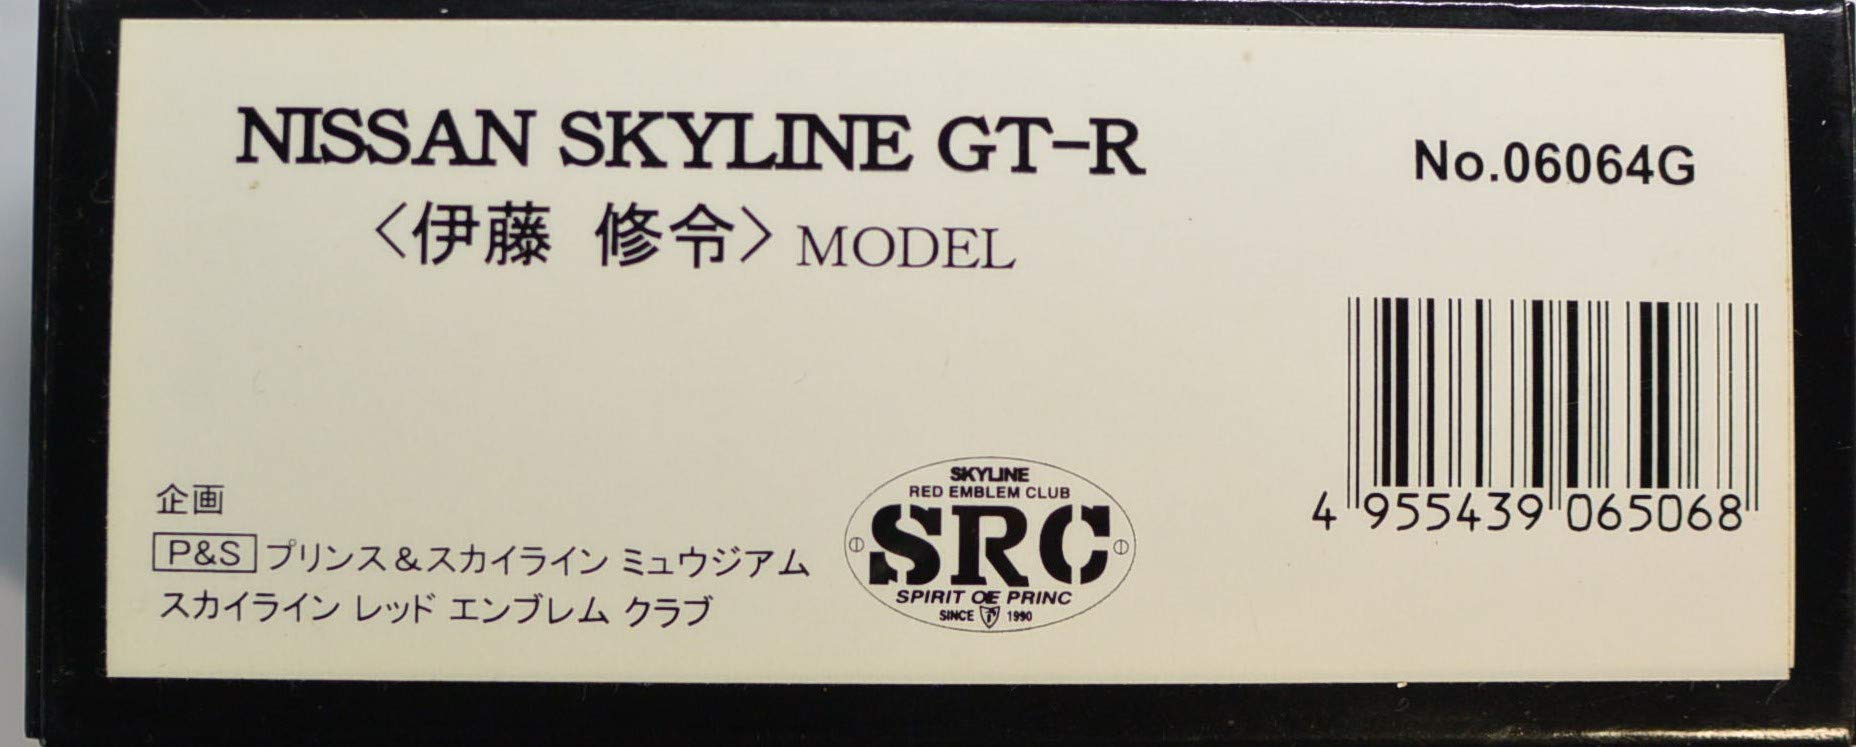 NISSAN SKYLINE GT-R
〈伊藤 修令〉 MODEL
No.06064G
4 955439 065068
企画
P&S プリンス&スカイライン ミュウジアム
スカイライン レッド エンブレム クラブ
SKYLINE
RED EMBLEM CLUB
SRC
SPIRIT OE PRINC
SINCE 1990